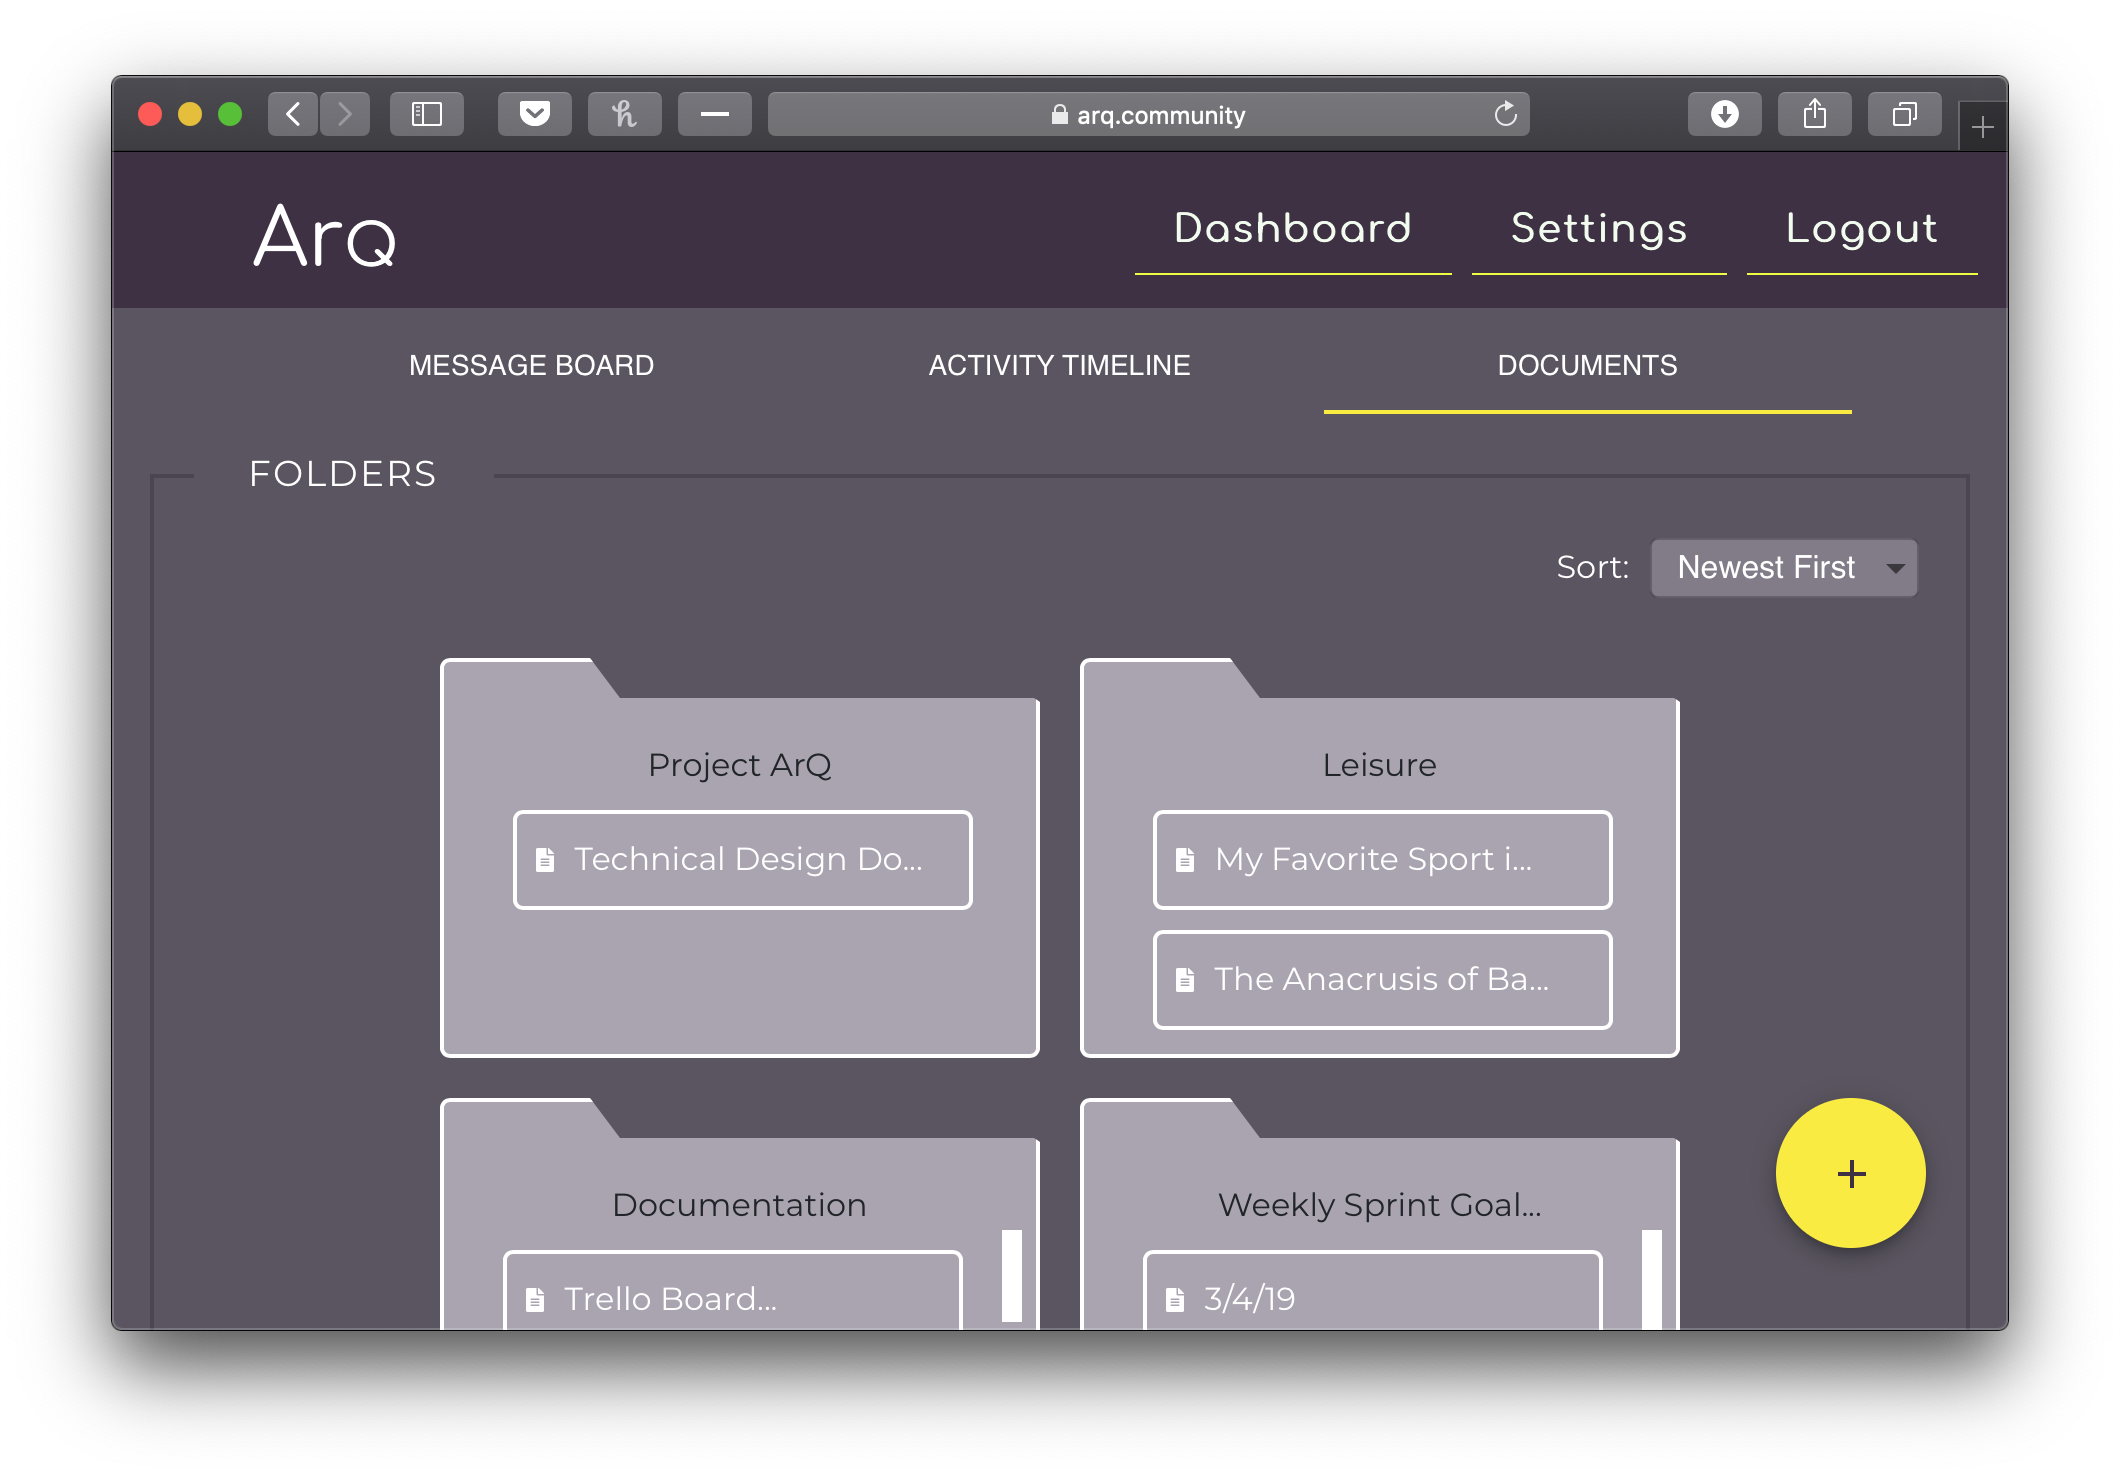 arq.community
ArQ
Dashboard
Settings
Logout
MESSAGE BOARD
ACTIVITY TIMELINE
DOCUMENTS
FOLDERS
Sort:
Newest First
Project ArQ
Technical Design Do...
Leisure
My Favorite Sport i...
The Anacrusis of Ba...
Documentation
Trello Board...
Weekly Sprint Goal...
3/4/19